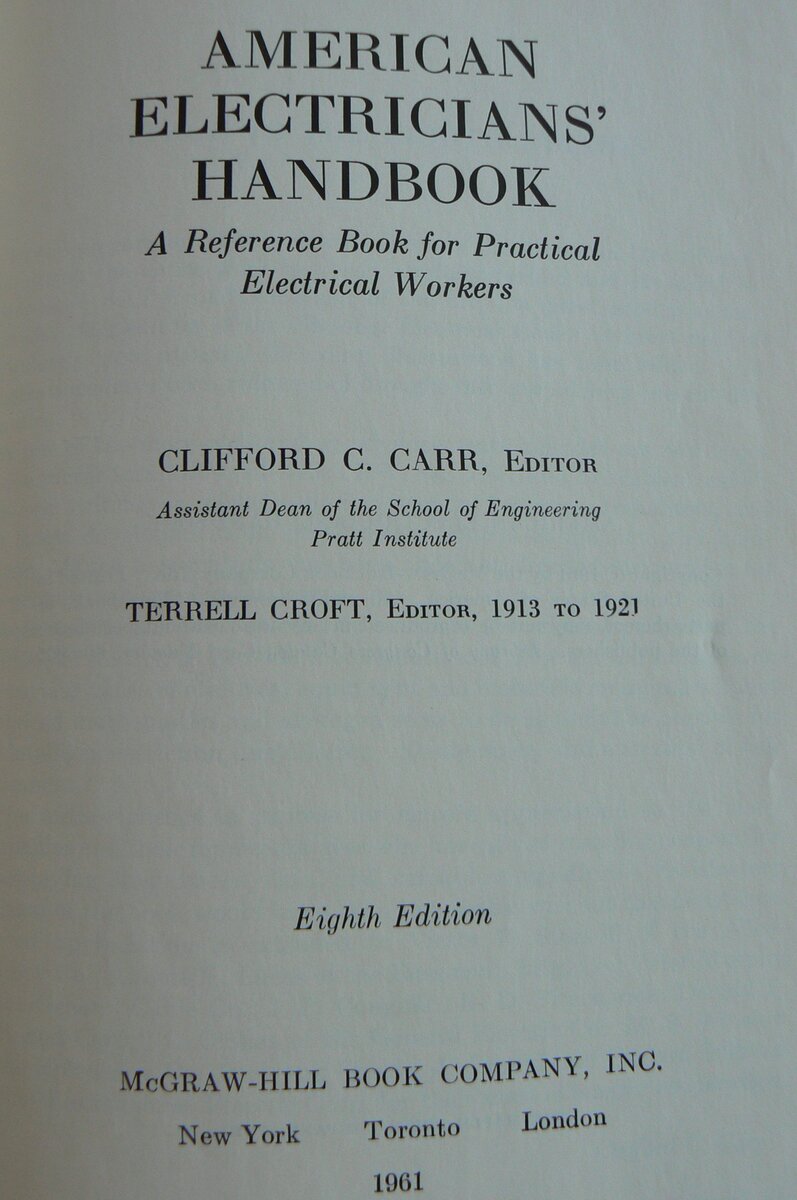 AMERICAN
ELECTRICIANS'
HANDBOOK
A Reference Book for Practical
Electrical Workers
CLIFFORD C. CARR, EDITOR
Assistant Dean of the School of Engineering
Pratt Institute
TERRELL CROFT, EDITOR, 1913 TO 1921
Eighth Edition
McGRAW-HILL BOOK COMPANY, INC.
New York Toronto London
1961